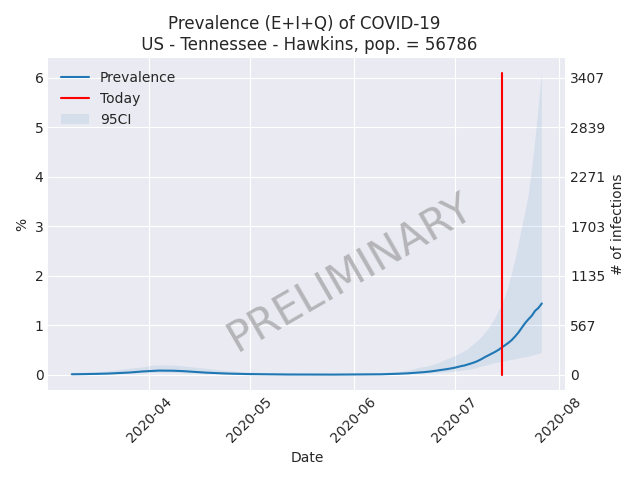 Prevalence (E+I+Q) of COVID-19
US - Tennessee - Hawkins, pop. = 56786
Prevalence
Today
95CI
6
5
4
3
2
1
0
%
3407
2839
2271
1703
1135
567
0
# of infections
PRELIMINARY
2020-04
2020-05
2020-06
2020-07
2020-08
Date